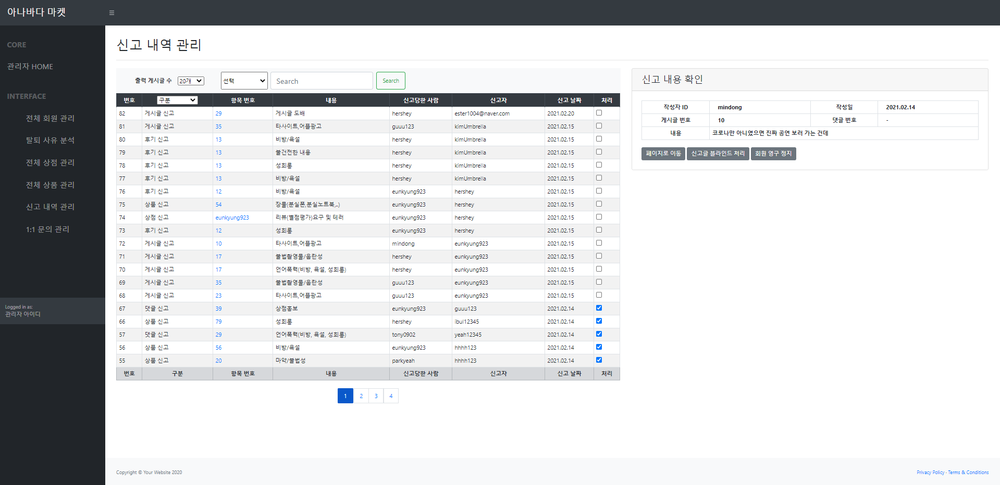 아나바다 마켓
CORE
관리자 HOME
INTERFACE
전체 회원 관리
탈퇴 사유 분석
전체 상점 관리
전체 상품 관리
신고 내역 관리
1:1 문의 관리
Logged in as:
관리자 아이디
신고 내역 관리
출력 게시글 수 20개 선택 Search Search
번호 구분 항목 번호 내용 신고당한 사람 신고자 신고 날짜 처리
82 게시글 신고 29 게시글 도배 hershey ester1004@naver.com 2021.02.20
81 게시글 신고 35 타사이트,어플광고 guuu123 kimUmbrella 2021.02.15
80 후기 신고 13 비방/욕설 hershey kimUmbrella 2021.02.15
79 후기 신고 13 불건전한 내용 hershey kimUmbrella 2021.02.15
78 후기 신고 13 성희롱 hershey kimUmbrella 2021.02.15
77 후기 신고 13 비방/욕설 hershey kimUmbrella 2021.02.15
76 후기 신고 12 비방/욕설 eunkyung923 hershey 2021.02.15
75 상품 신고 54 장물(분실폰,분실노트북,..) eunkyung923 hershey 2021.02.15
74 상점 신고 eunkyung923 리뷰(별점평가)요구 및 테러 eunkyung923 hershey 2021.02.15
73 후기 신고 12 성희롱 eunkyung923 hershey 2021.02.15
72 게시글 신고 10 타사이트,어플광고 mindong eunkyung923 2021.02.15
71 게시글 신고 17 불법촬영물/음란성 hershey eunkyung923 2021.02.15
70 게시글 신고 17 언어폭력(비방, 욕설, 성희롱) hershey eunkyung923 2021.02.15
69 게시글 신고 35 불법촬영물/음란성 guuu123 eunkyung923 2021.02.15
68 게시글 신고 23 타사이트,어플광고 guuu123 eunkyung923 2021.02.15
67 댓글 신고 39 상점홍보 eunkyung923 guuu123 2021.02.14
66 상품 신고 79 성희롱 hershey ibul12345 2021.02.14
57 댓글 신고 29 언어폭력(비방, 욕설, 성희롱) tony0902 yeah12345 2021.02.14
56 상품 신고 56 비방/욕설 eunkyung923 hhhh123 2021.02.14
55 상품 신고 20 마약/불법성 parkyeah hhhh123 2021.02.14
번호 구분 항목 번호 내용 신고당한 사람 신고자 신고 날짜 처리
1 2 3 4
신고 내용 확인
작성자 ID mindong 작성일 2021.02.14
게시글 번호 10 댓글 번호 -
내용 코로나만 아니였으면 진짜 공연 보러 가는 건데
페이지로 이동 신고글 블라인드 처리 회원 영구 정지
Copyright © Your Website 2020
Privacy Policy · Terms & Conditions